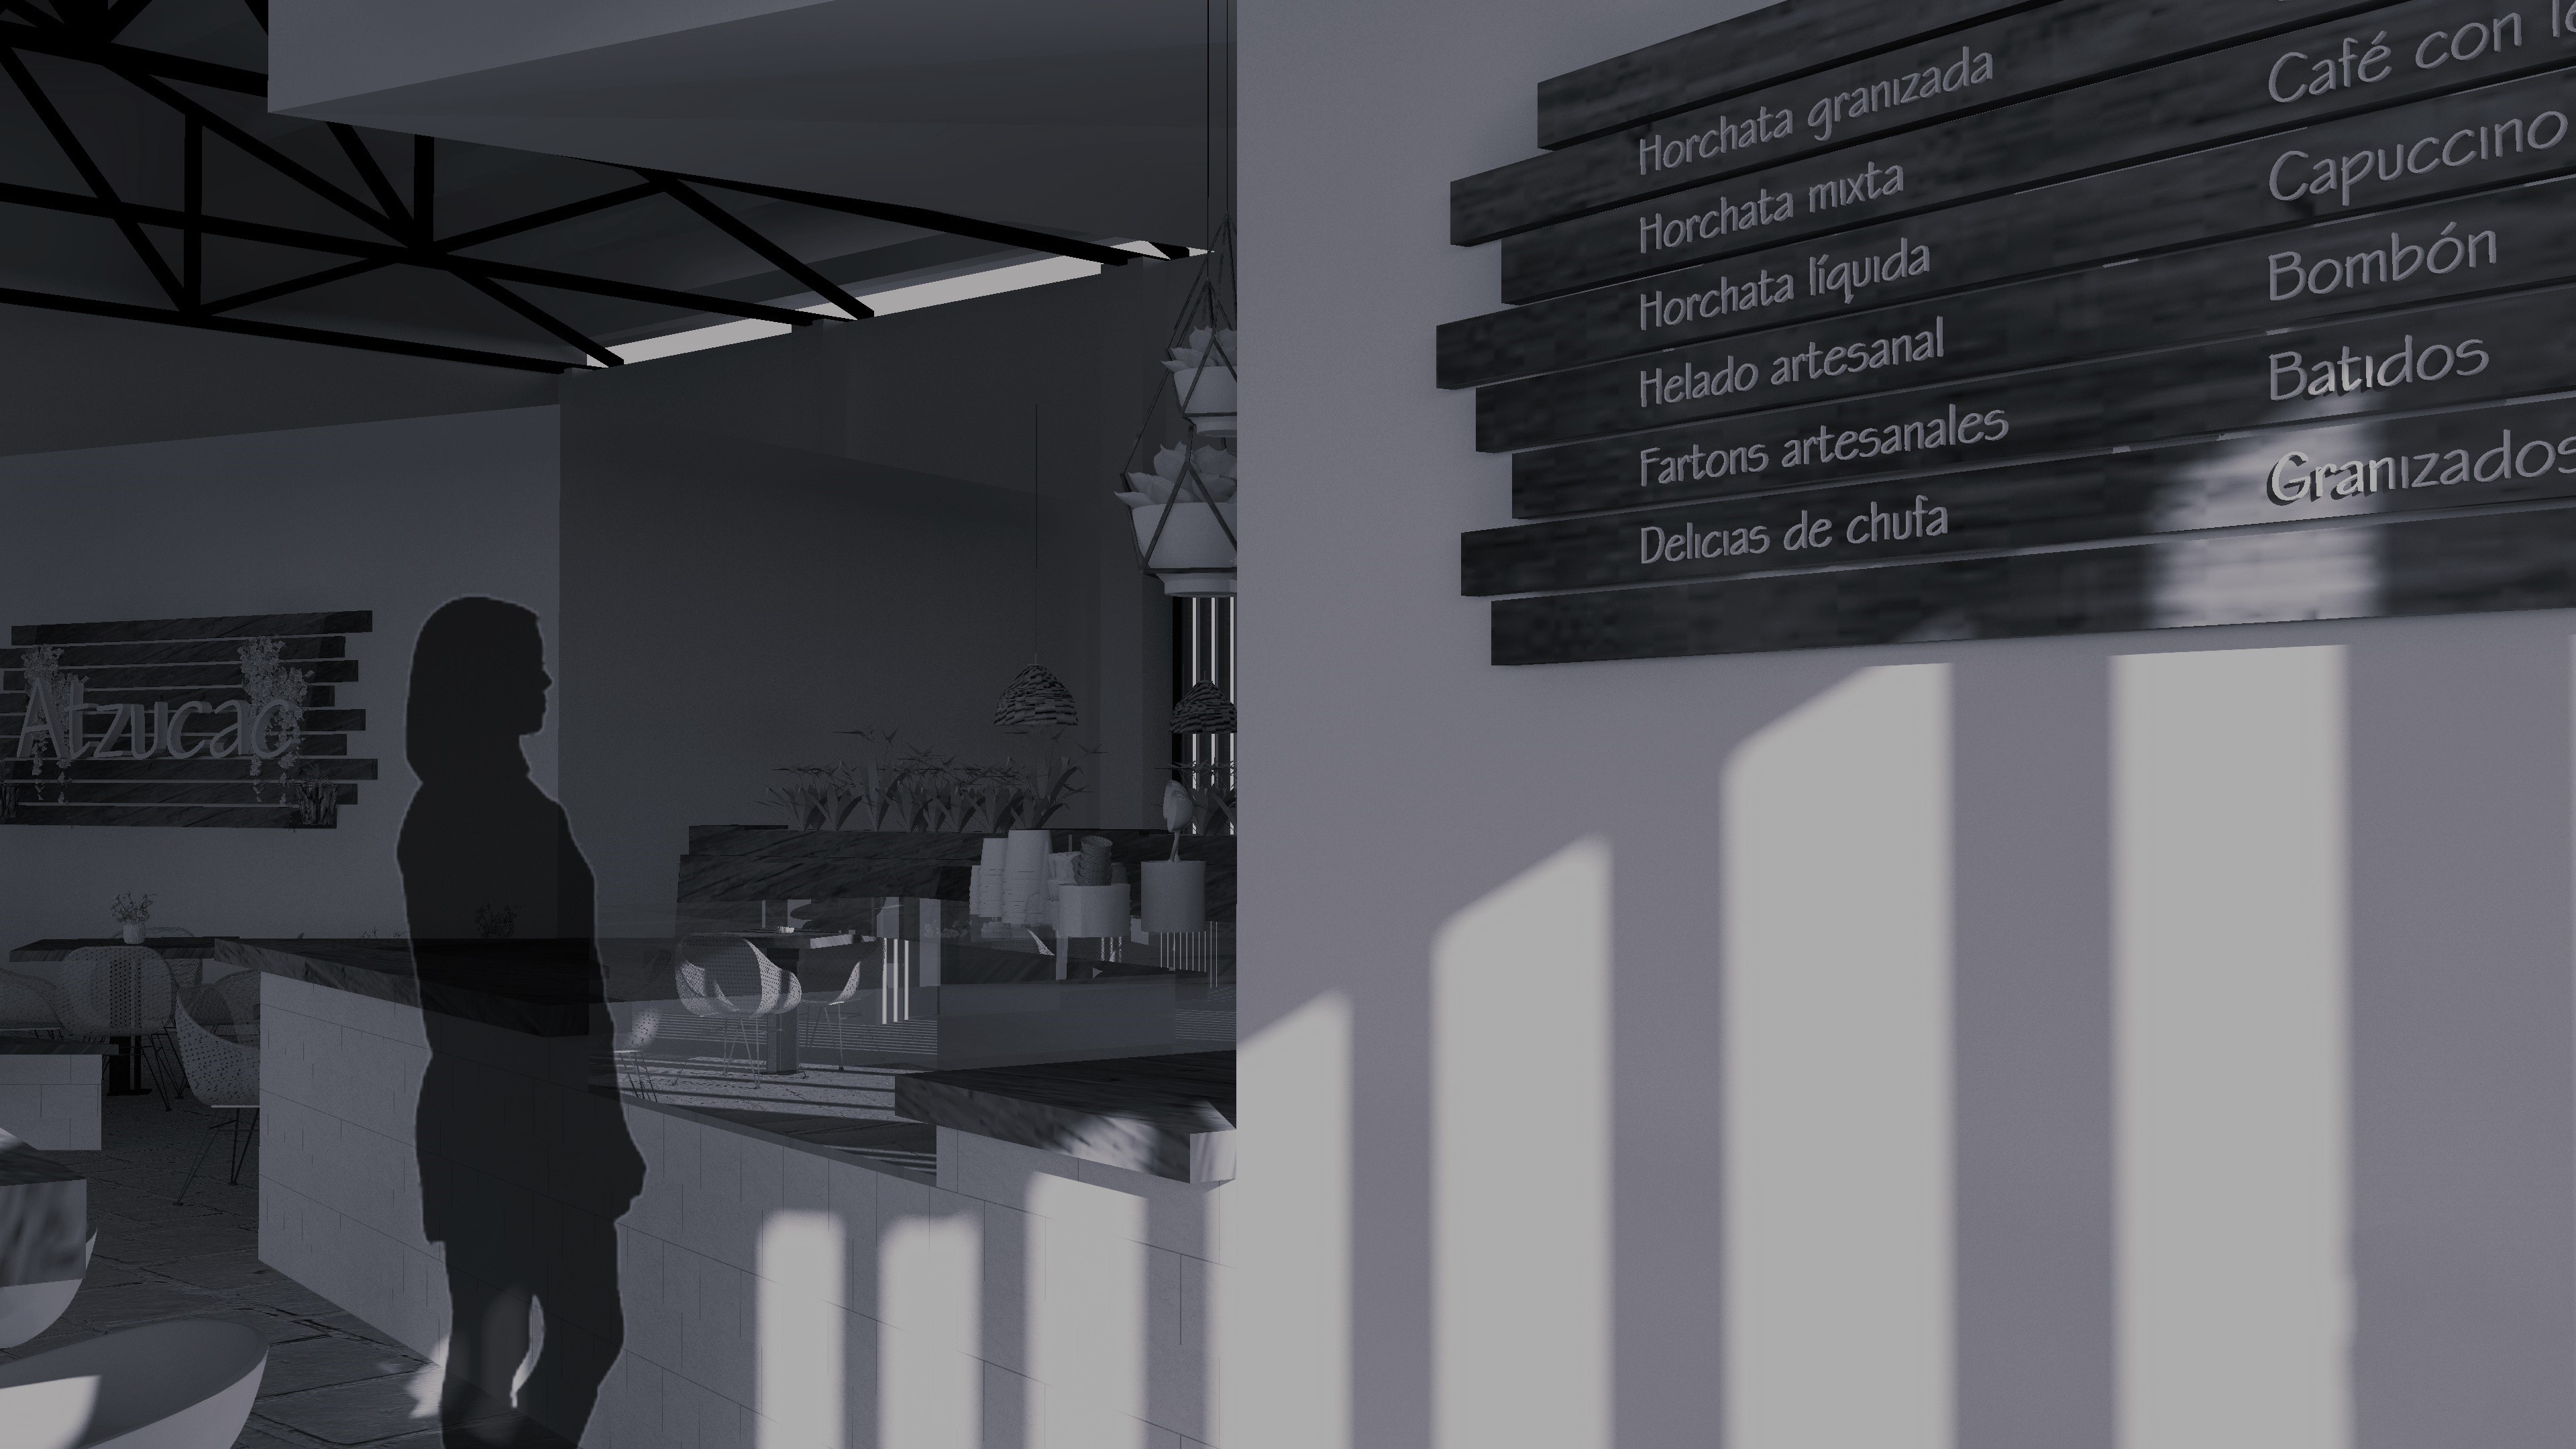 Horchata granizada
Horchata mixta
Horchata líquida
Helado artesanal
Fartons artesanales
Delicias de chufa
Café con
Capuccino
Bombón
Batidos
Granizados
Atzucac